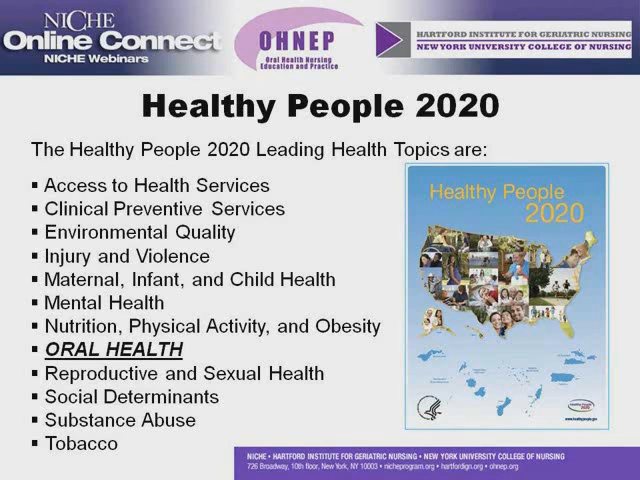 NICHE
Online Connect
NICHE Webinars
OHNEP
Oral Health Nursing
Education and Practice
HARTFORD INSTITUTE FOR GERIATRIC NURSING
NEW YORK UNIVERSITY COLLEGE OF NURSING
Healthy People 2020
The Healthy People 2020 Leading Health Topics are:
▪ Access to Health Services
▪ Clinical Preventive Services
▪ Environmental Quality
▪ Injury and Violence
▪ Maternal, Infant, and Child Health
▪ Mental Health
▪ Nutrition, Physical Activity, and Obesity
▪ ORAL HEALTH
▪ Reproductive and Sexual Health
▪ Social Determinants
▪ Substance Abuse
▪ Tobacco
Healthy People
2020
www.healthypeople.gov
NICHE • HARTFORD INSTITUTE FOR GERIATRIC NURSING • NEW YORK UNIVERSITY COLLEGE OF NURSING
726 Broadway, 10th floor, New York, NY 10003 • nicheprogram.org • hartfordign.org • ohnep.org